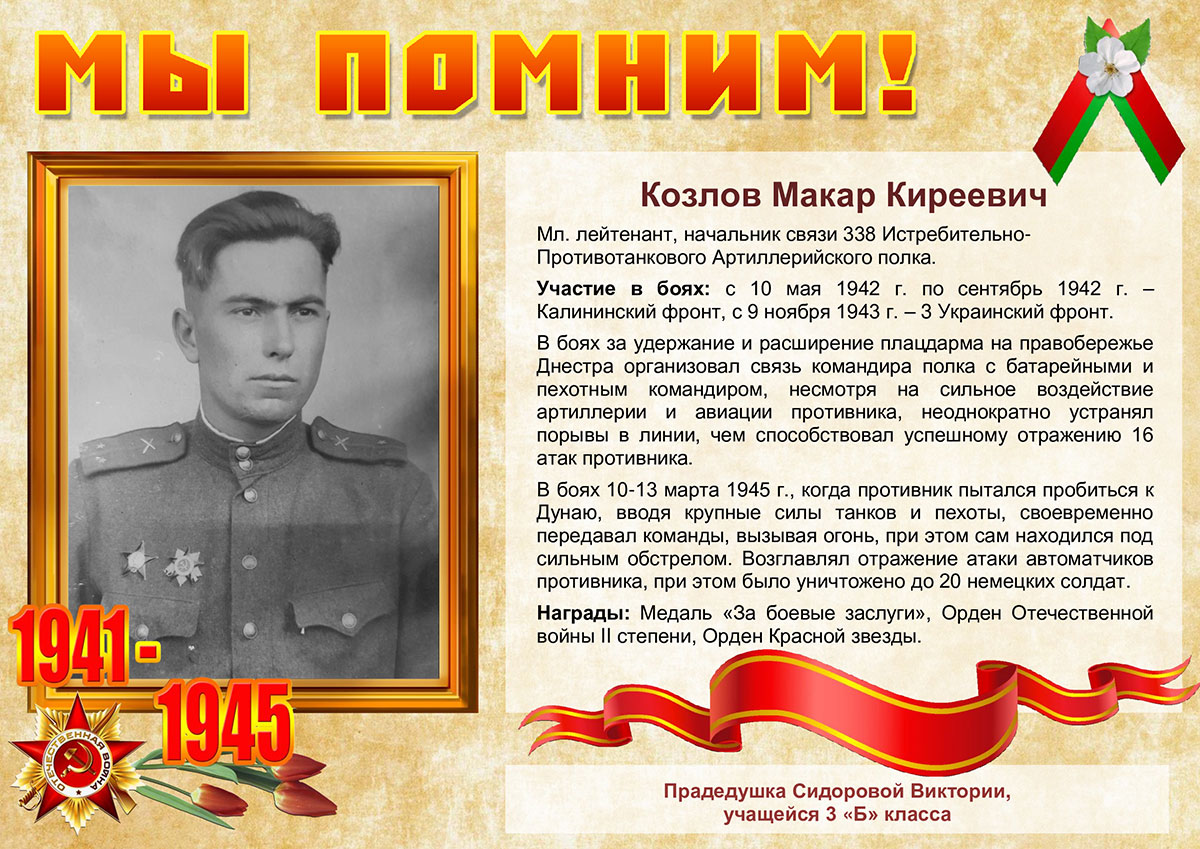 МЫ ПОМНИМ!
Козлов Макар Киреевич
Мл. лейтенант, начальник связи 338 Истребительно-
Противотанкового Артиллерийского полка.
Участие в боях: с 10 мая 1942 г. по сентябрь 1942 г. –
Калининский фронт, с 9 ноября 1943 г. – 3 Украинский фронт.
В боях за удержание и расширение плацдарма на правобережье
Днестра организовал связь командира полка с батарейными и
пехотным командиром, несмотря на сильное воздействие
артиллерии и авиации противника, неоднократно устранял
порывы в линии, чем способствовал успешному отражению 16
атак противника.
В боях 10-13 марта 1945 г., когда противник пытался пробиться к
Дунаю, вводя крупные силы танков и пехоты, своевременно
передавал команды, вызывая огонь, при этом сам находился под
сильным обстрелом. Возглавлял отражение атаки автоматчиков
противника, при этом было уничтожено до 20 немецких солдат.
Награды: Медаль «За боевые заслуги», Орден Отечественной
войны II степени, Орден Красной звезды.
1941-
1945
ОТЕЧЕСТВЕННАЯ ВОЙНА
Прадедушка Сидоровой Виктории,
учащейся 3 «Б» класса